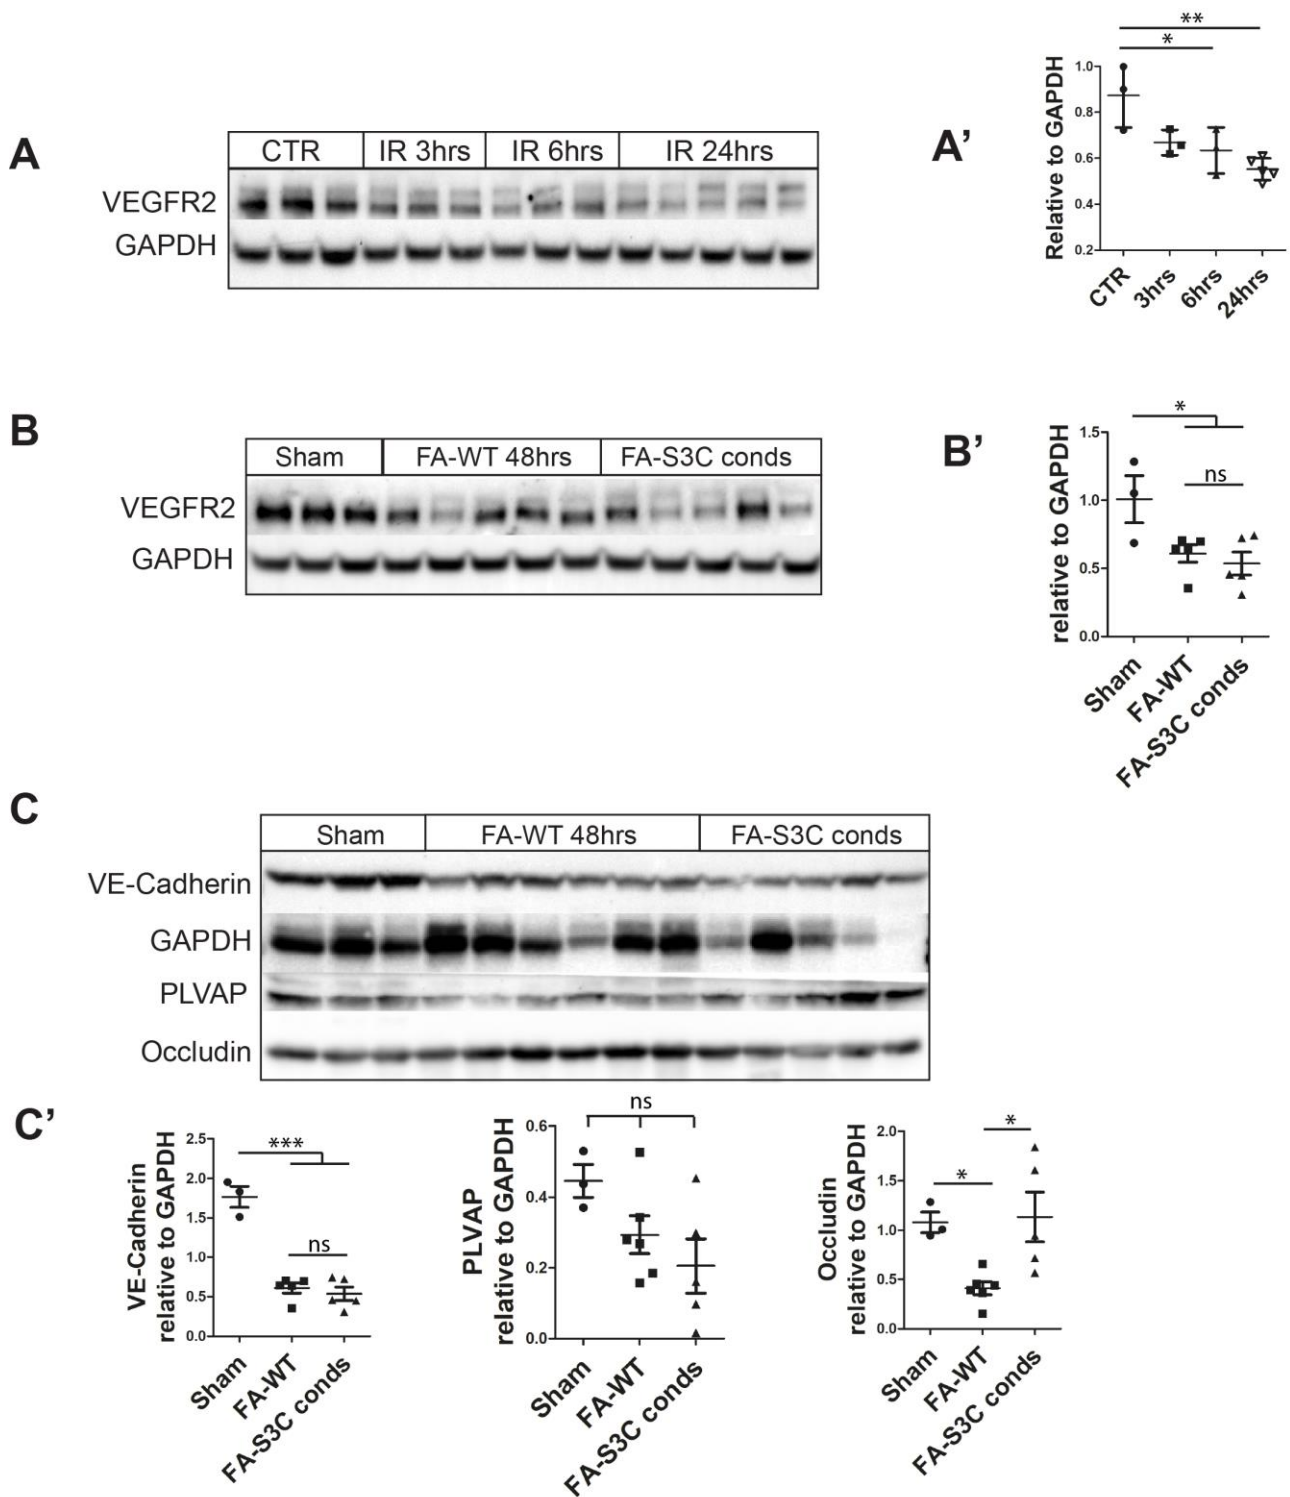 A
CTR IR 3hrs IR 6hrs IR 24hrs
VEGFR2
GAPDH
A’
**
*
Relative to GAPDH
1.0
0.8
0.6
0.4
0.2
CTR 3hrs 6hrs 24hrs
B
Sham FA-WT 48hrs FA-S3C conds
VEGFR2
GAPDH
B’
*
ns
relative to GAPDH
1.5
1.0
0.5
0.0
Sham FA-WT FA-S3C conds
C
Sham FA-WT 48hrs FA-S3C conds
VE-Cadherin
GAPDH
PLVAP
Occludin
C’
***
ns
VE-Cadherin
relative to GAPDH
2.5
2.0
1.5
1.0
0.5
0.0
Sham FA-WT FA-S3C conds
ns
PLVAP
relative to GAPDH
0.6
0.4
0.2
0.0
Sham FA-WT FA-S3C conds
*
*
Occludin
relative to GAPDH
2.0
1.5
1.0
0.5
0.0
Sham FA-WT FA-S3C conds